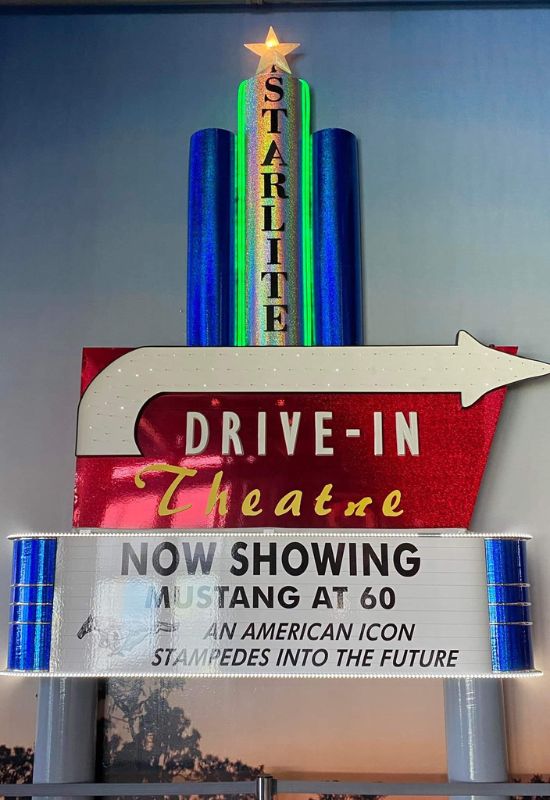 STARLITE
DRIVE-IN
Theatre
NOW SHOWING
MUSTANG AT 60
AN AMERICAN ICON
STAMPEDES INTO THE FUTURE